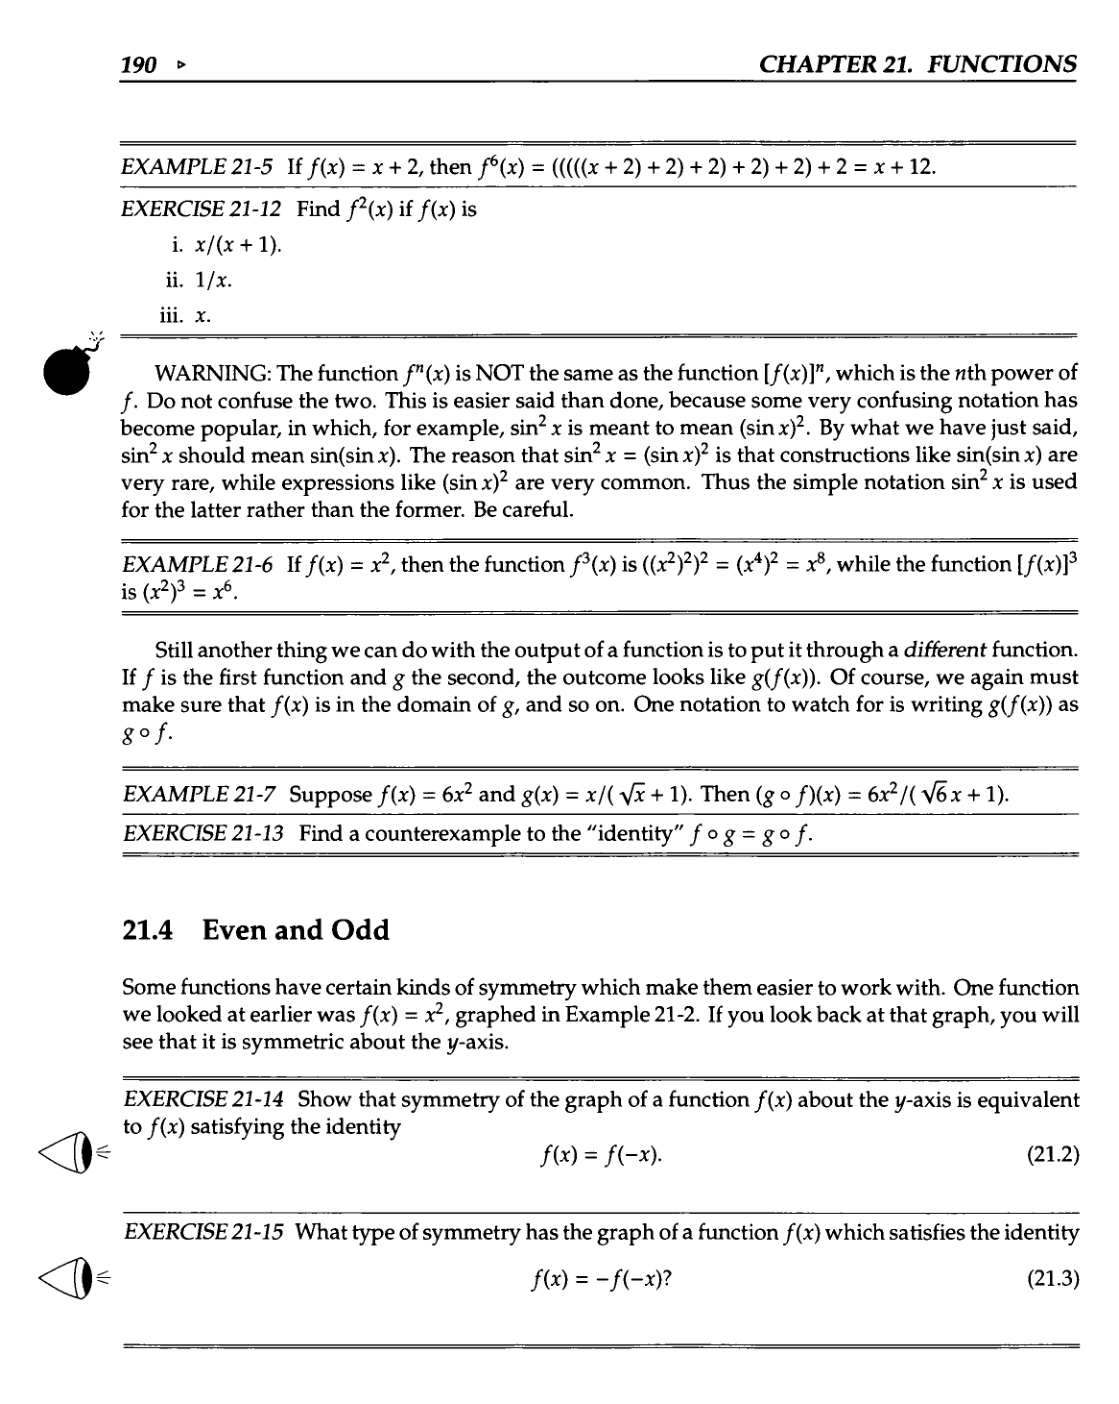 190 ▹ CHAPTER 21. FUNCTIONS
EXAMPLE 21-5 If f(x) = x + 2, then f⁶(x) = (((((x + 2) + 2) + 2) + 2) + 2) + 2 = x + 12.
EXERCISE 21-12 Find f²(x) if f(x) is
i. x/(x + 1).
ii. 1/x.
iii. x.
WARNING: The function fⁿ(x) is NOT the same as the function [f(x)]ⁿ, which is the nth power of
f. Do not confuse the two. This is easier said than done, because some very confusing notation has
become popular, in which, for example, sin² x is meant to mean (sin x)². By what we have just said,
sin² x should mean sin(sin x). The reason that sin² x = (sin x)² is that constructions like sin(sin x) are
very rare, while expressions like (sin x)² are very common. Thus the simple notation sin² x is used
for the latter rather than the former. Be careful.
EXAMPLE 21-6 If f(x) = x², then the function f³(x) is ((x²)²)² = (x⁴)² = x⁸, while the function [f(x)]³
is (x²)³ = x⁶.
Still another thing we can do with the output of a function is to put it through a different function.
If f is the first function and g the second, the outcome looks like g(f(x)). Of course, we again must
make sure that f(x) is in the domain of g, and so on. One notation to watch for is writing g(f(x)) as
g ∘ f.
EXAMPLE 21-7 Suppose f(x) = 6x² and g(x) = x/(√x + 1). Then (g ∘ f)(x) = 6x²/(√6 x + 1).
EXERCISE 21-13 Find a counterexample to the "identity" f ∘ g = g ∘ f.
21.4 Even and Odd
Some functions have certain kinds of symmetry which make them easier to work with. One function
we looked at earlier was f(x) = x², graphed in Example 21-2. If you look back at that graph, you will
see that it is symmetric about the y-axis.
EXERCISE 21-14 Show that symmetry of the graph of a function f(x) about the y-axis is equivalent
to f(x) satisfying the identity
f(x) = f(−x). (21.2)
EXERCISE 21-15 What type of symmetry has the graph of a function f(x) which satisfies the identity
f(x) = −f(−x)? (21.3)